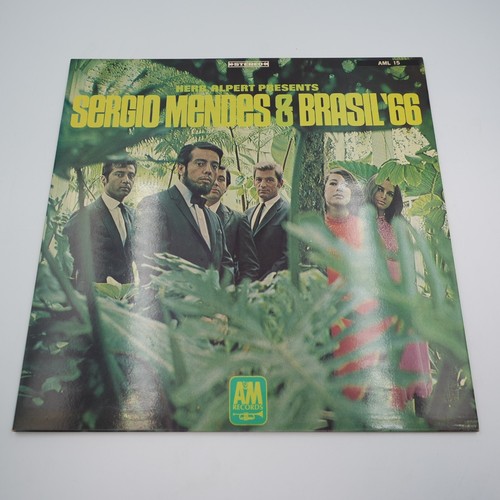 STEREO
AML 15
HERB ALPERT PRESENTS
SERGIO MENDES & BRASIL '66
A&M
RECORDS